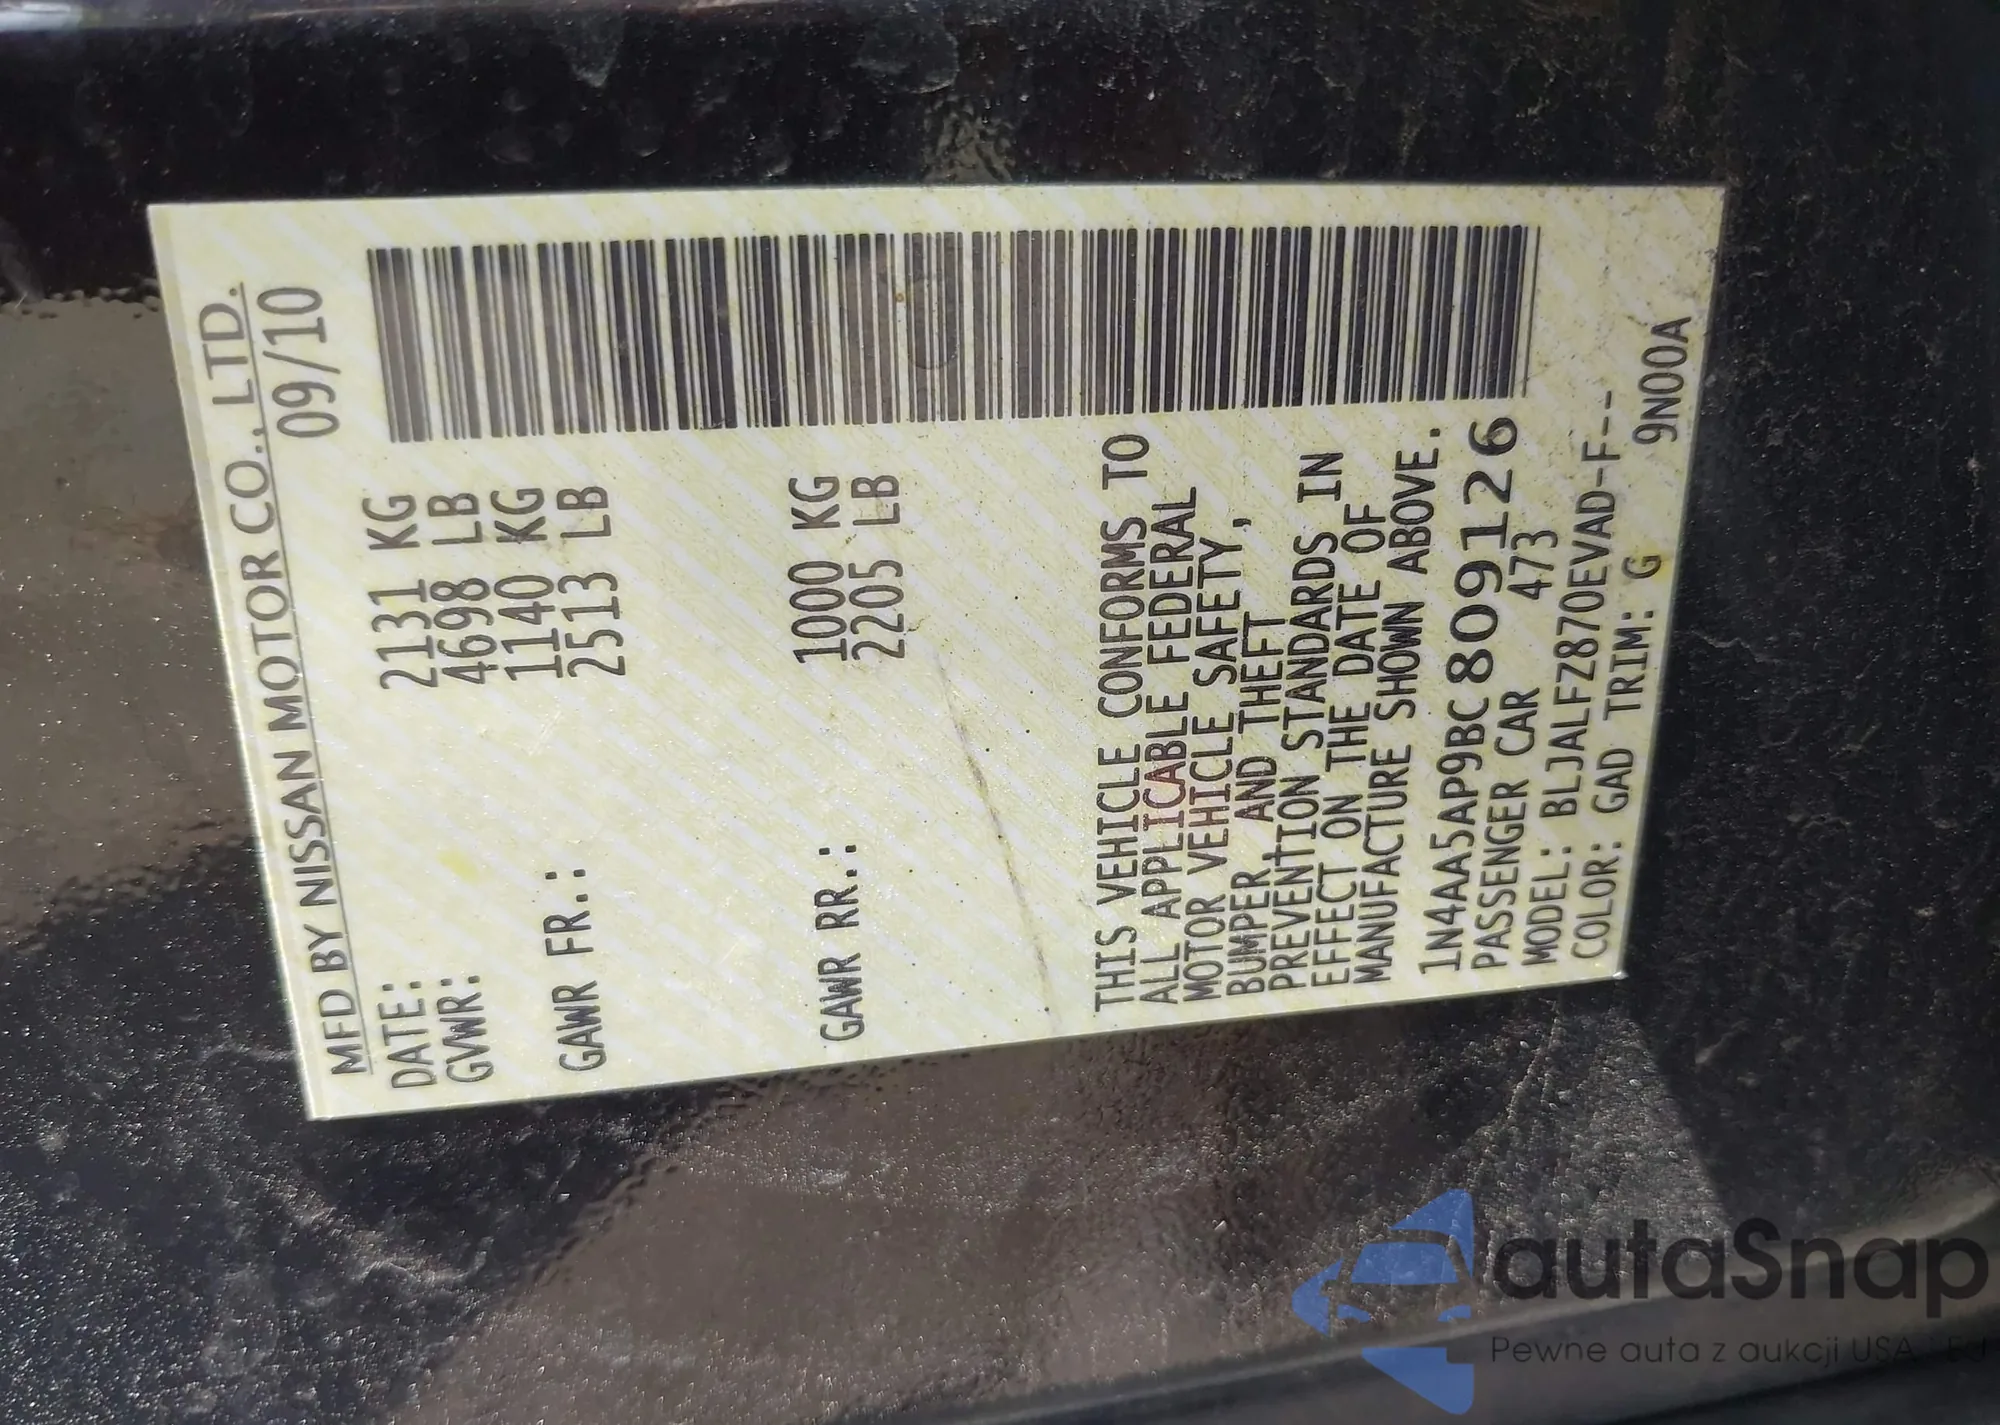 MFD BY NISSAN MOTOR CO., LTD.
DATE: 09/10
GVWR: 2131 KG
4698 LB
GAWR FR.: 1140 KG
2513 LB
GAWR RR.: 1000 KG
2205 LB
THIS VEHICLE CONFORMS TO
ALL APPLICABLE FEDERAL
MOTOR VEHICLE SAFETY,
BUMPER, AND THEFT
PREVENTION STANDARDS IN
EFFECT ON THE DATE OF
MANUFACTURE SHOWN ABOVE.
1N4AA5AP9BC809126
PASSENGER CAR 473
MODEL: BLJALFZ870EVAD-F--
COLOR: GAD TRIM: G 9N00A
autaSnap
Pewne auta z aukcji USA i